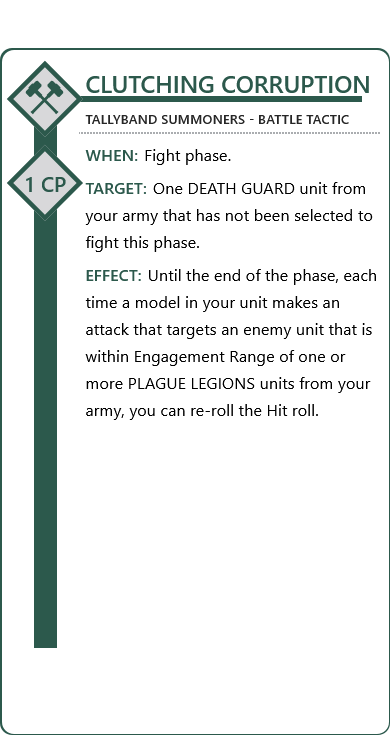 CLUTCHING CORRUPTION
TALLYBAND SUMMONERS - BATTLE TACTIC
WHEN: Fight phase.
1 CP
TARGET: One DEATH GUARD unit from
your army that has not been selected to
fight this phase.
EFFECT: Until the end of the phase, each
time a model in your unit makes an
attack that targets an enemy unit that is
within Engagement Range of one or
more PLAGUE LEGIONS units from your
army, you can re-roll the Hit roll.